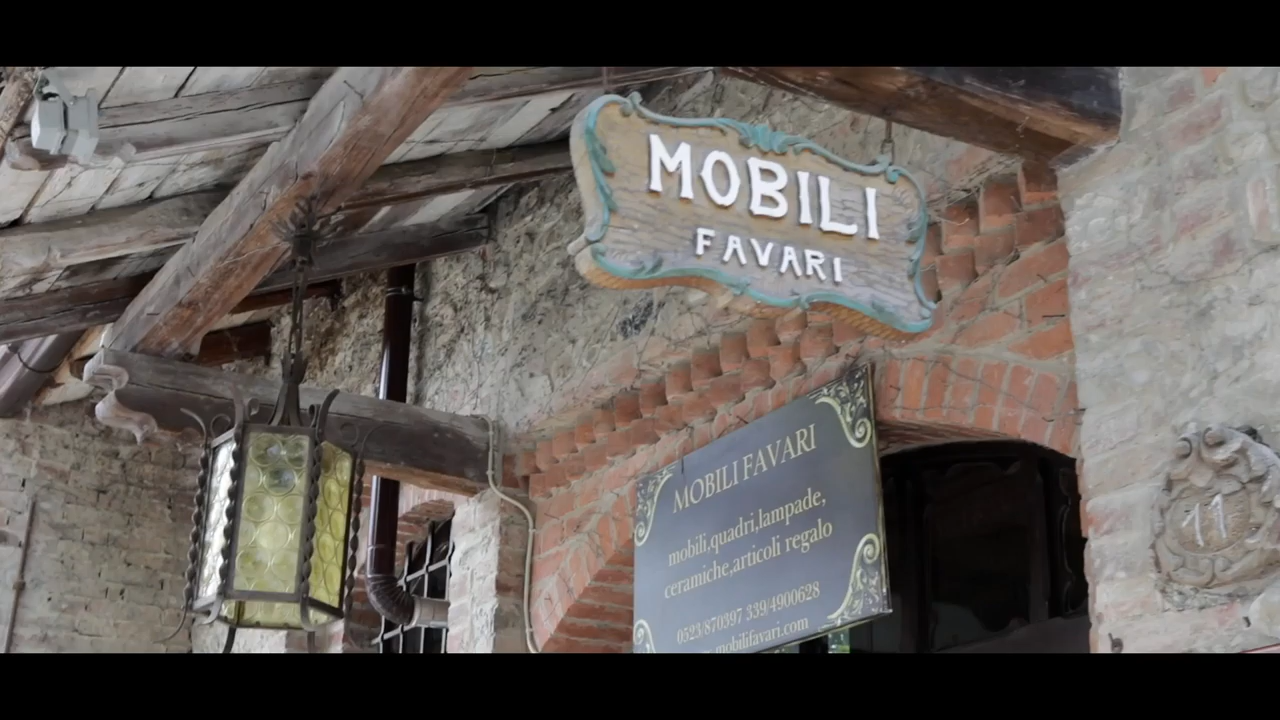 MOBILI
FAVARI
MOBILI FAVARI
mobili,quadri,lampade,
ceramiche,articoli regalo
0523/870397 339/4900628
mobilifavari.com
11